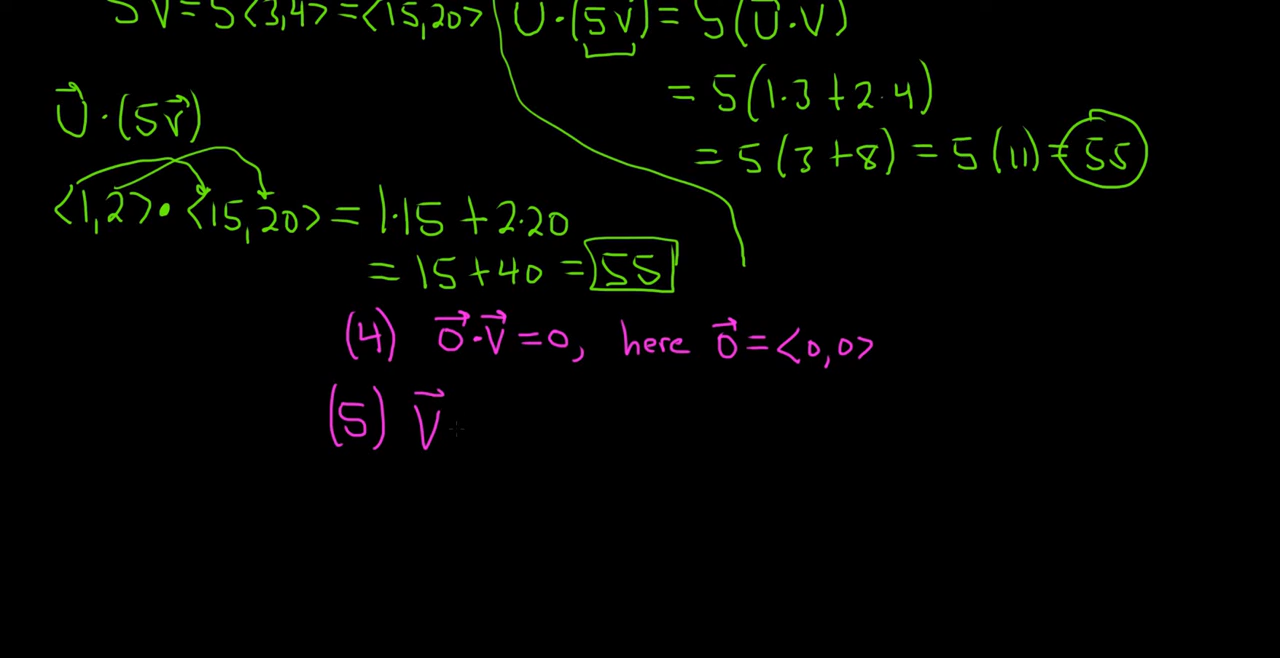 5V = 5<3,4> = <15,20>
U⃗·(5v⃗) = 5(U⃗·V⃗)
= 5(1·3+2·4)
= 5(3+8) = 5(11) = 55
U⃗·(5v⃗)
<1,2>•<15,20> = 1·15 + 2·20
= 15+40 = 55
(4) 0⃗·V⃗=0, here 0⃗=<0,0>
(5) V⃗